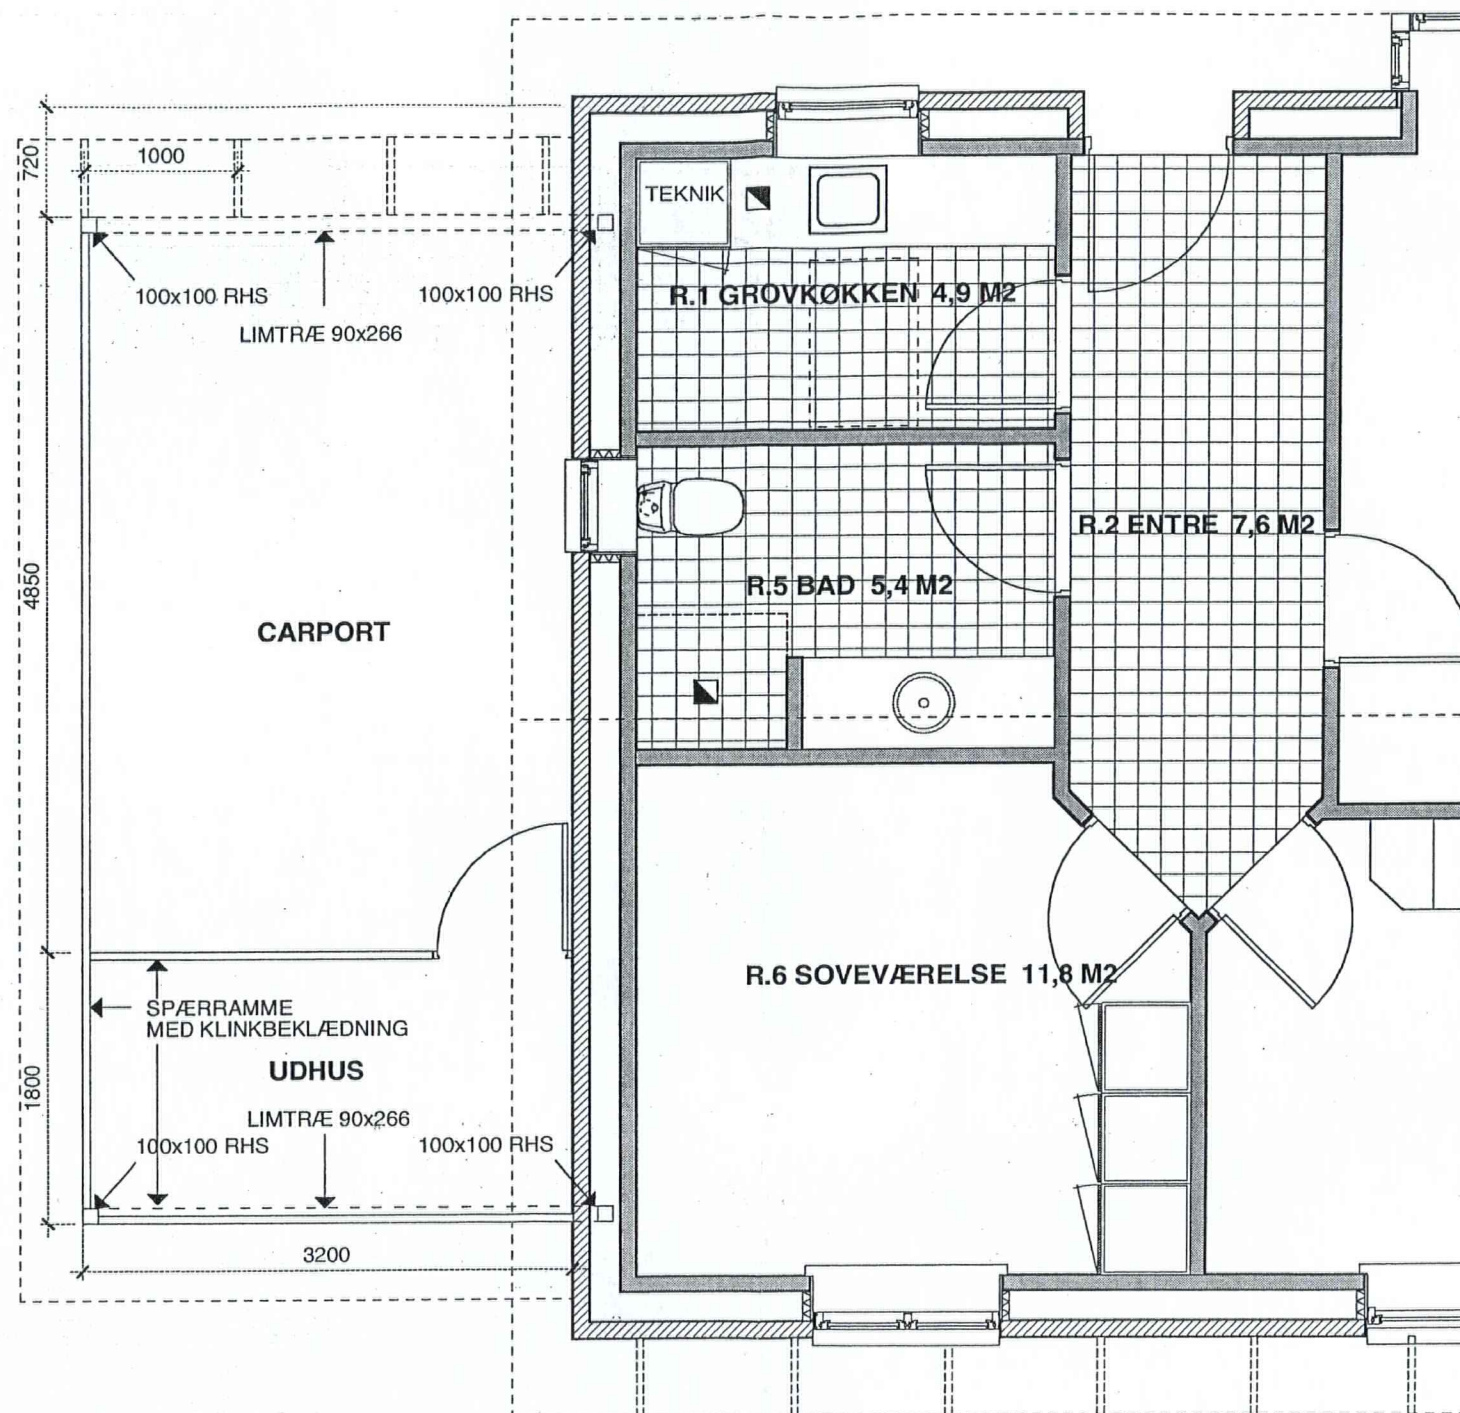 720
1000
TEKNIK
100x100 RHS
100x100 RHS
R.1 GROVKØKKEN 4,9 M2
LIMTRÆ 90x266
R.2 ENTRE 7,6 M2
4850
R.5 BAD 5,4 M2
CARPORT
R.6 SOVEVÆRELSE 11,8 M2
SPÆRRAMME
MED KLINKBEKLÆDNING
UDHUS
1800
LIMTRÆ 90x266
100x100 RHS
100x100 RHS
3200